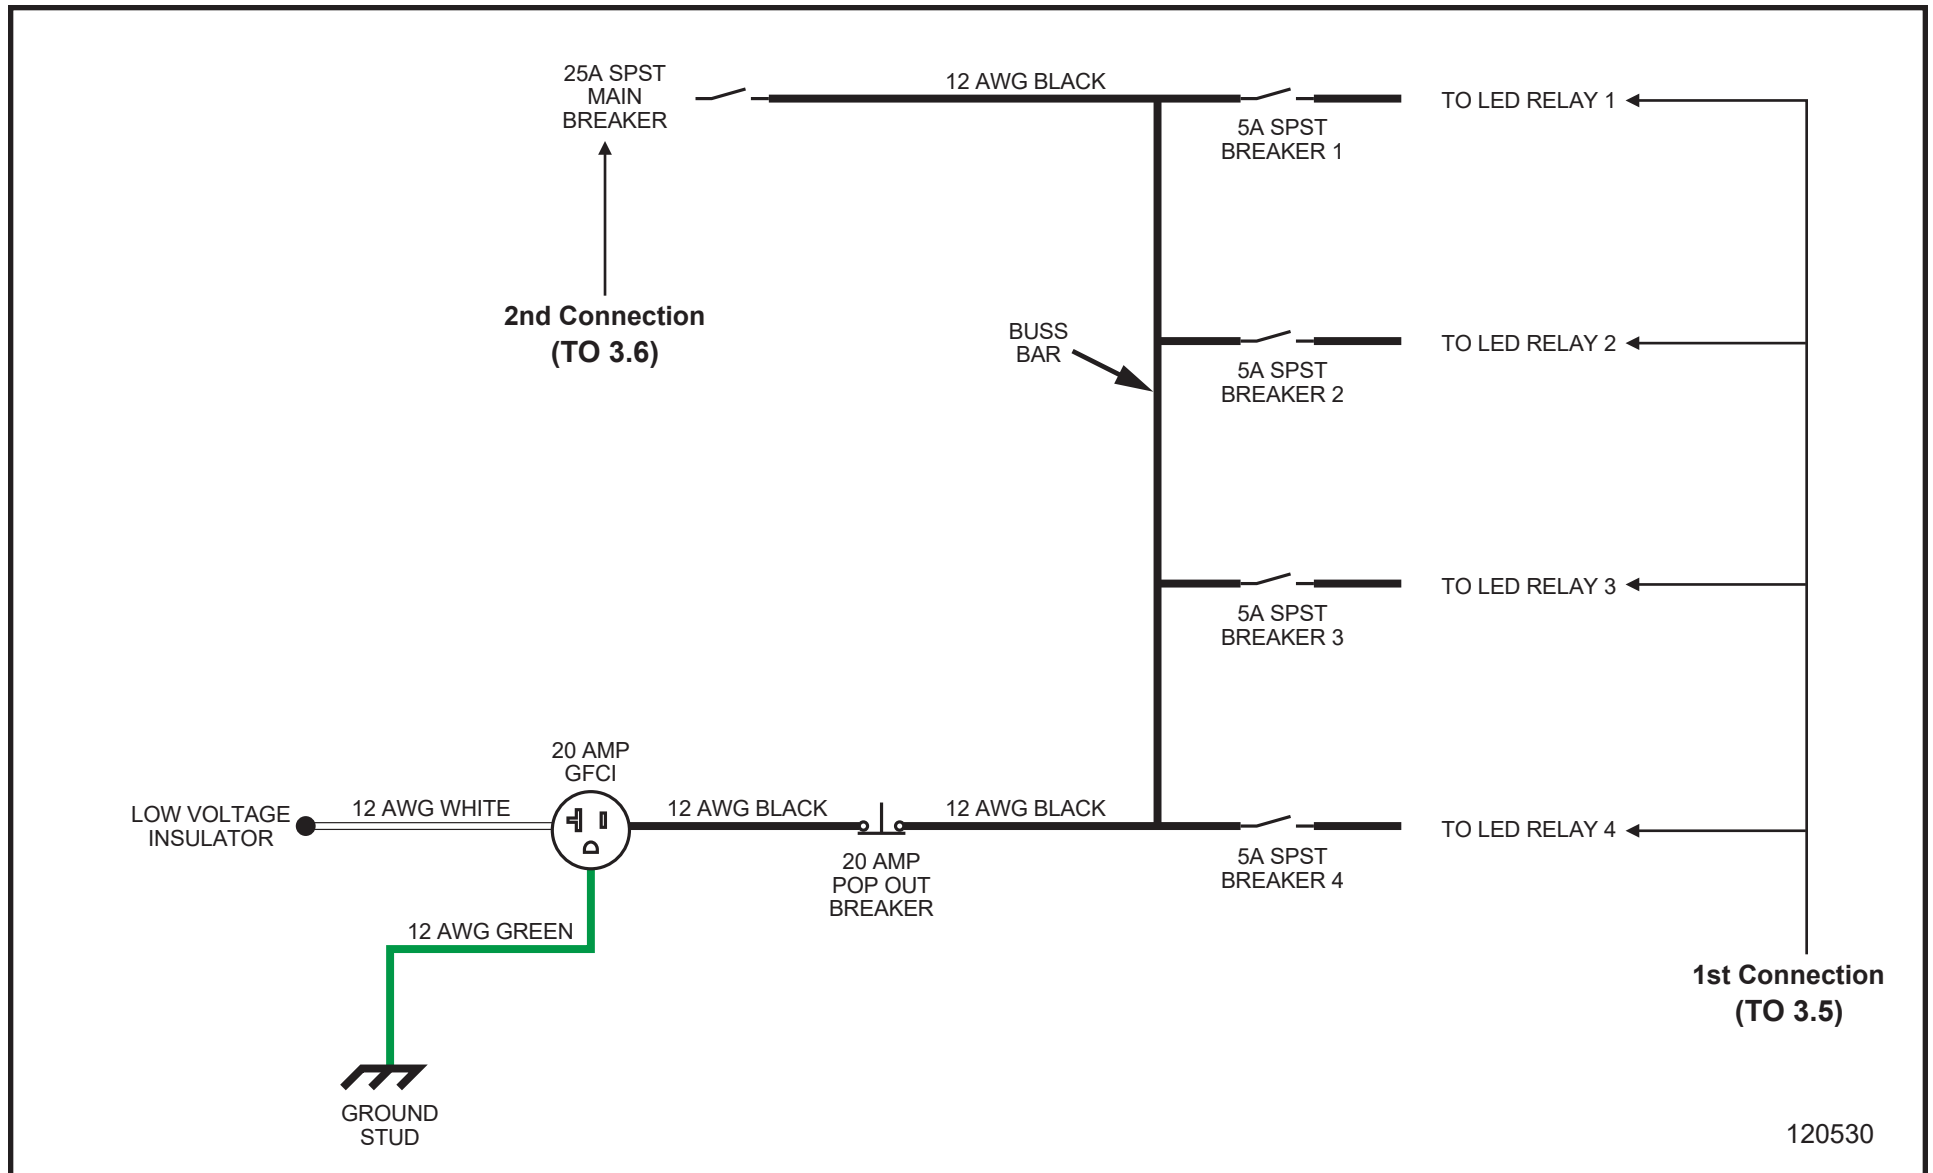 25A SPST
MAIN
BREAKER
12 AWG BLACK
5A SPST
BREAKER 1
TO LED RELAY 1
2nd Connection
(TO 3.6)
BUSS
BAR
5A SPST
BREAKER 2
TO LED RELAY 2
5A SPST
BREAKER 3
TO LED RELAY 3
LOW VOLTAGE
INSULATOR
12 AWG WHITE
20 AMP
GFCI
12 AWG BLACK
20 AMP
POP OUT
BREAKER
12 AWG BLACK
5A SPST
BREAKER 4
TO LED RELAY 4
12 AWG GREEN
GROUND
STUD
1st Connection
(TO 3.5)
120530